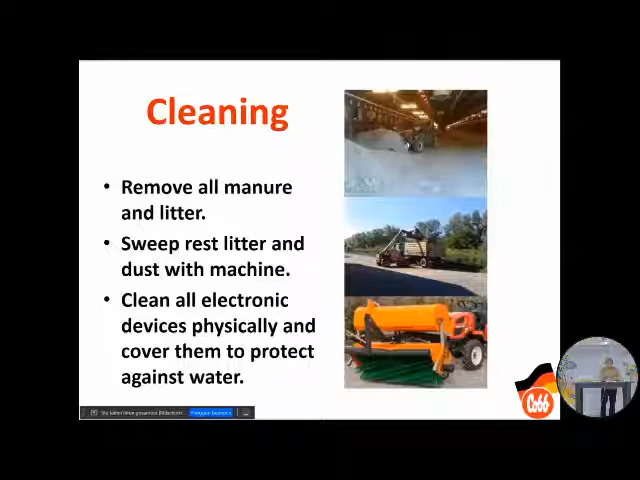 Cleaning
• Remove all manure
and litter.
• Sweep rest litter and
dust with machine.
• Clean all electronic
devices physically and
cover them to protect
against water.
Cobb